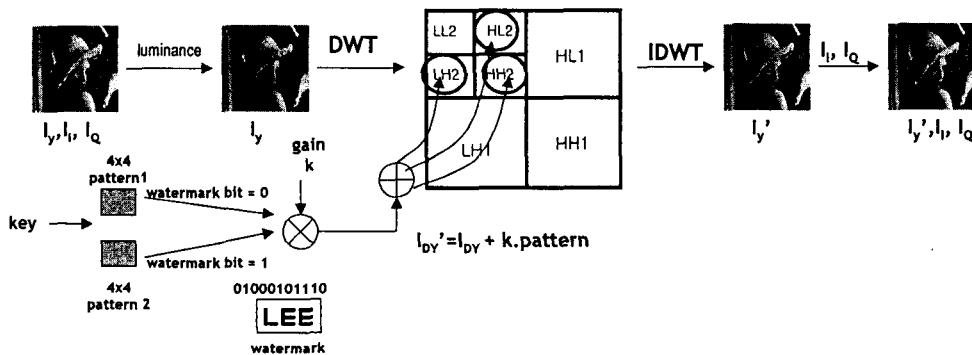 luminance
DWT
LL2
HL2
HL1
IDWT
I_I, I_Q
LH2
HH2
I_y, I_I, I_Q
I_y
LH1
HH1
I_y'
I_y', I_I, I_Q
gain
k
4x4
pattern1
watermark bit = 0
key
watermark bit = 1
4x4
pattern 2
I_DY'=I_DY + k.pattern
01000101110
LEE
watermark